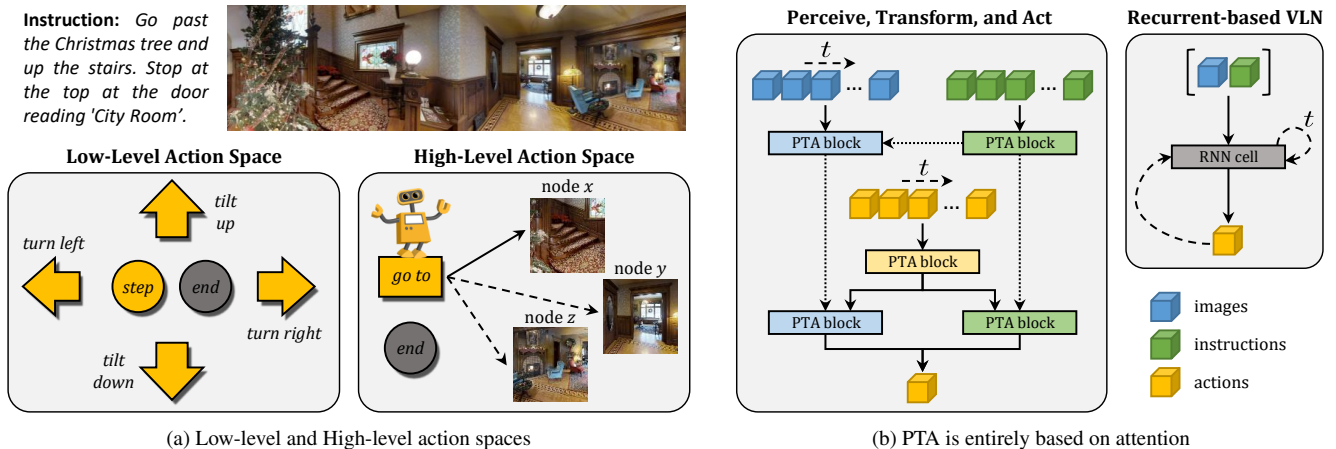 Instruction: Go past
the Christmas tree and
up the stairs. Stop at
the top at the door
reading 'City Room’.
Low-Level Action Space
tilt
up
turn left
step
end
turn right
tilt
down
High-Level Action Space
node x
go to
node y
node z
end
(a) Low-level and High-level action spaces
Perceive, Transform, and Act
t
...
...
PTA block
PTA block
t
...
PTA block
PTA block
PTA block
Recurrent-based VLN
t
RNN cell
images
instructions
actions
(b) PTA is entirely based on attention